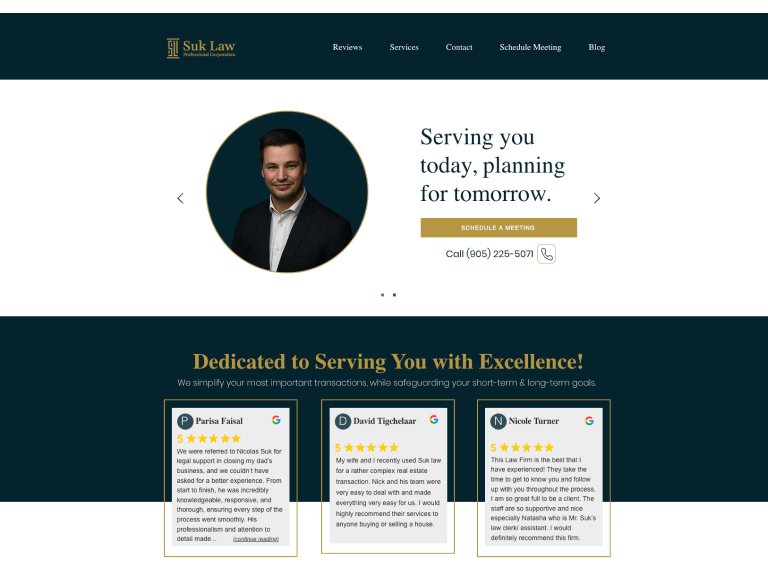 Suk Law
Professional Corporation
Reviews
Services
Contact
Schedule Meeting
Blog
Serving you
today, planning
for tomorrow.
SCHEDULE A MEETING
Call (905) 225-5071
Dedicated to Serving You with Excellence!
We simplify your most important transactions, while safeguarding your short-term & long-term goals.
P
Parisa Faisal
G
5
We were referred to Nicolas Suk for
legal support in closing my dad's
business, and we couldn't have
asked for a better experience. From
start to finish, he was incredibly
knowledgeable, responsive, and
thorough, ensuring every step of the
process went smoothly. His
professionalism and attention to
detail made... (continue reading)
D
David Tigchelaar
G
5
My wife and I recently used Suk law
for a rather complex real estate
transaction. Nick and his team were
very easy to deal with and made
everything very easy for us. I would
highly recommend their services to
anyone buying or selling a house.
N
Nicole Turner
G
5
This Law Firm is the best that I
have experienced! They take the
time to get to know you and follow
up with you throughout the process.
I am so great full to be a client. The
staff are so supportive and nice
especially Natasha who is Mr. Suk's
law clerk/ assistant. I would
definitely recommend this firm.